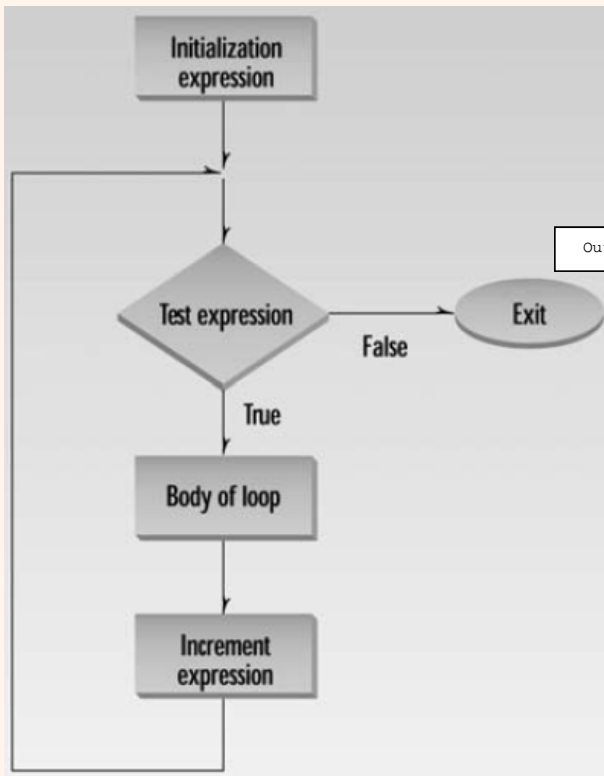 Initialization
expression
Test expression
Exit
False
True
Body of loop
Increment
expression